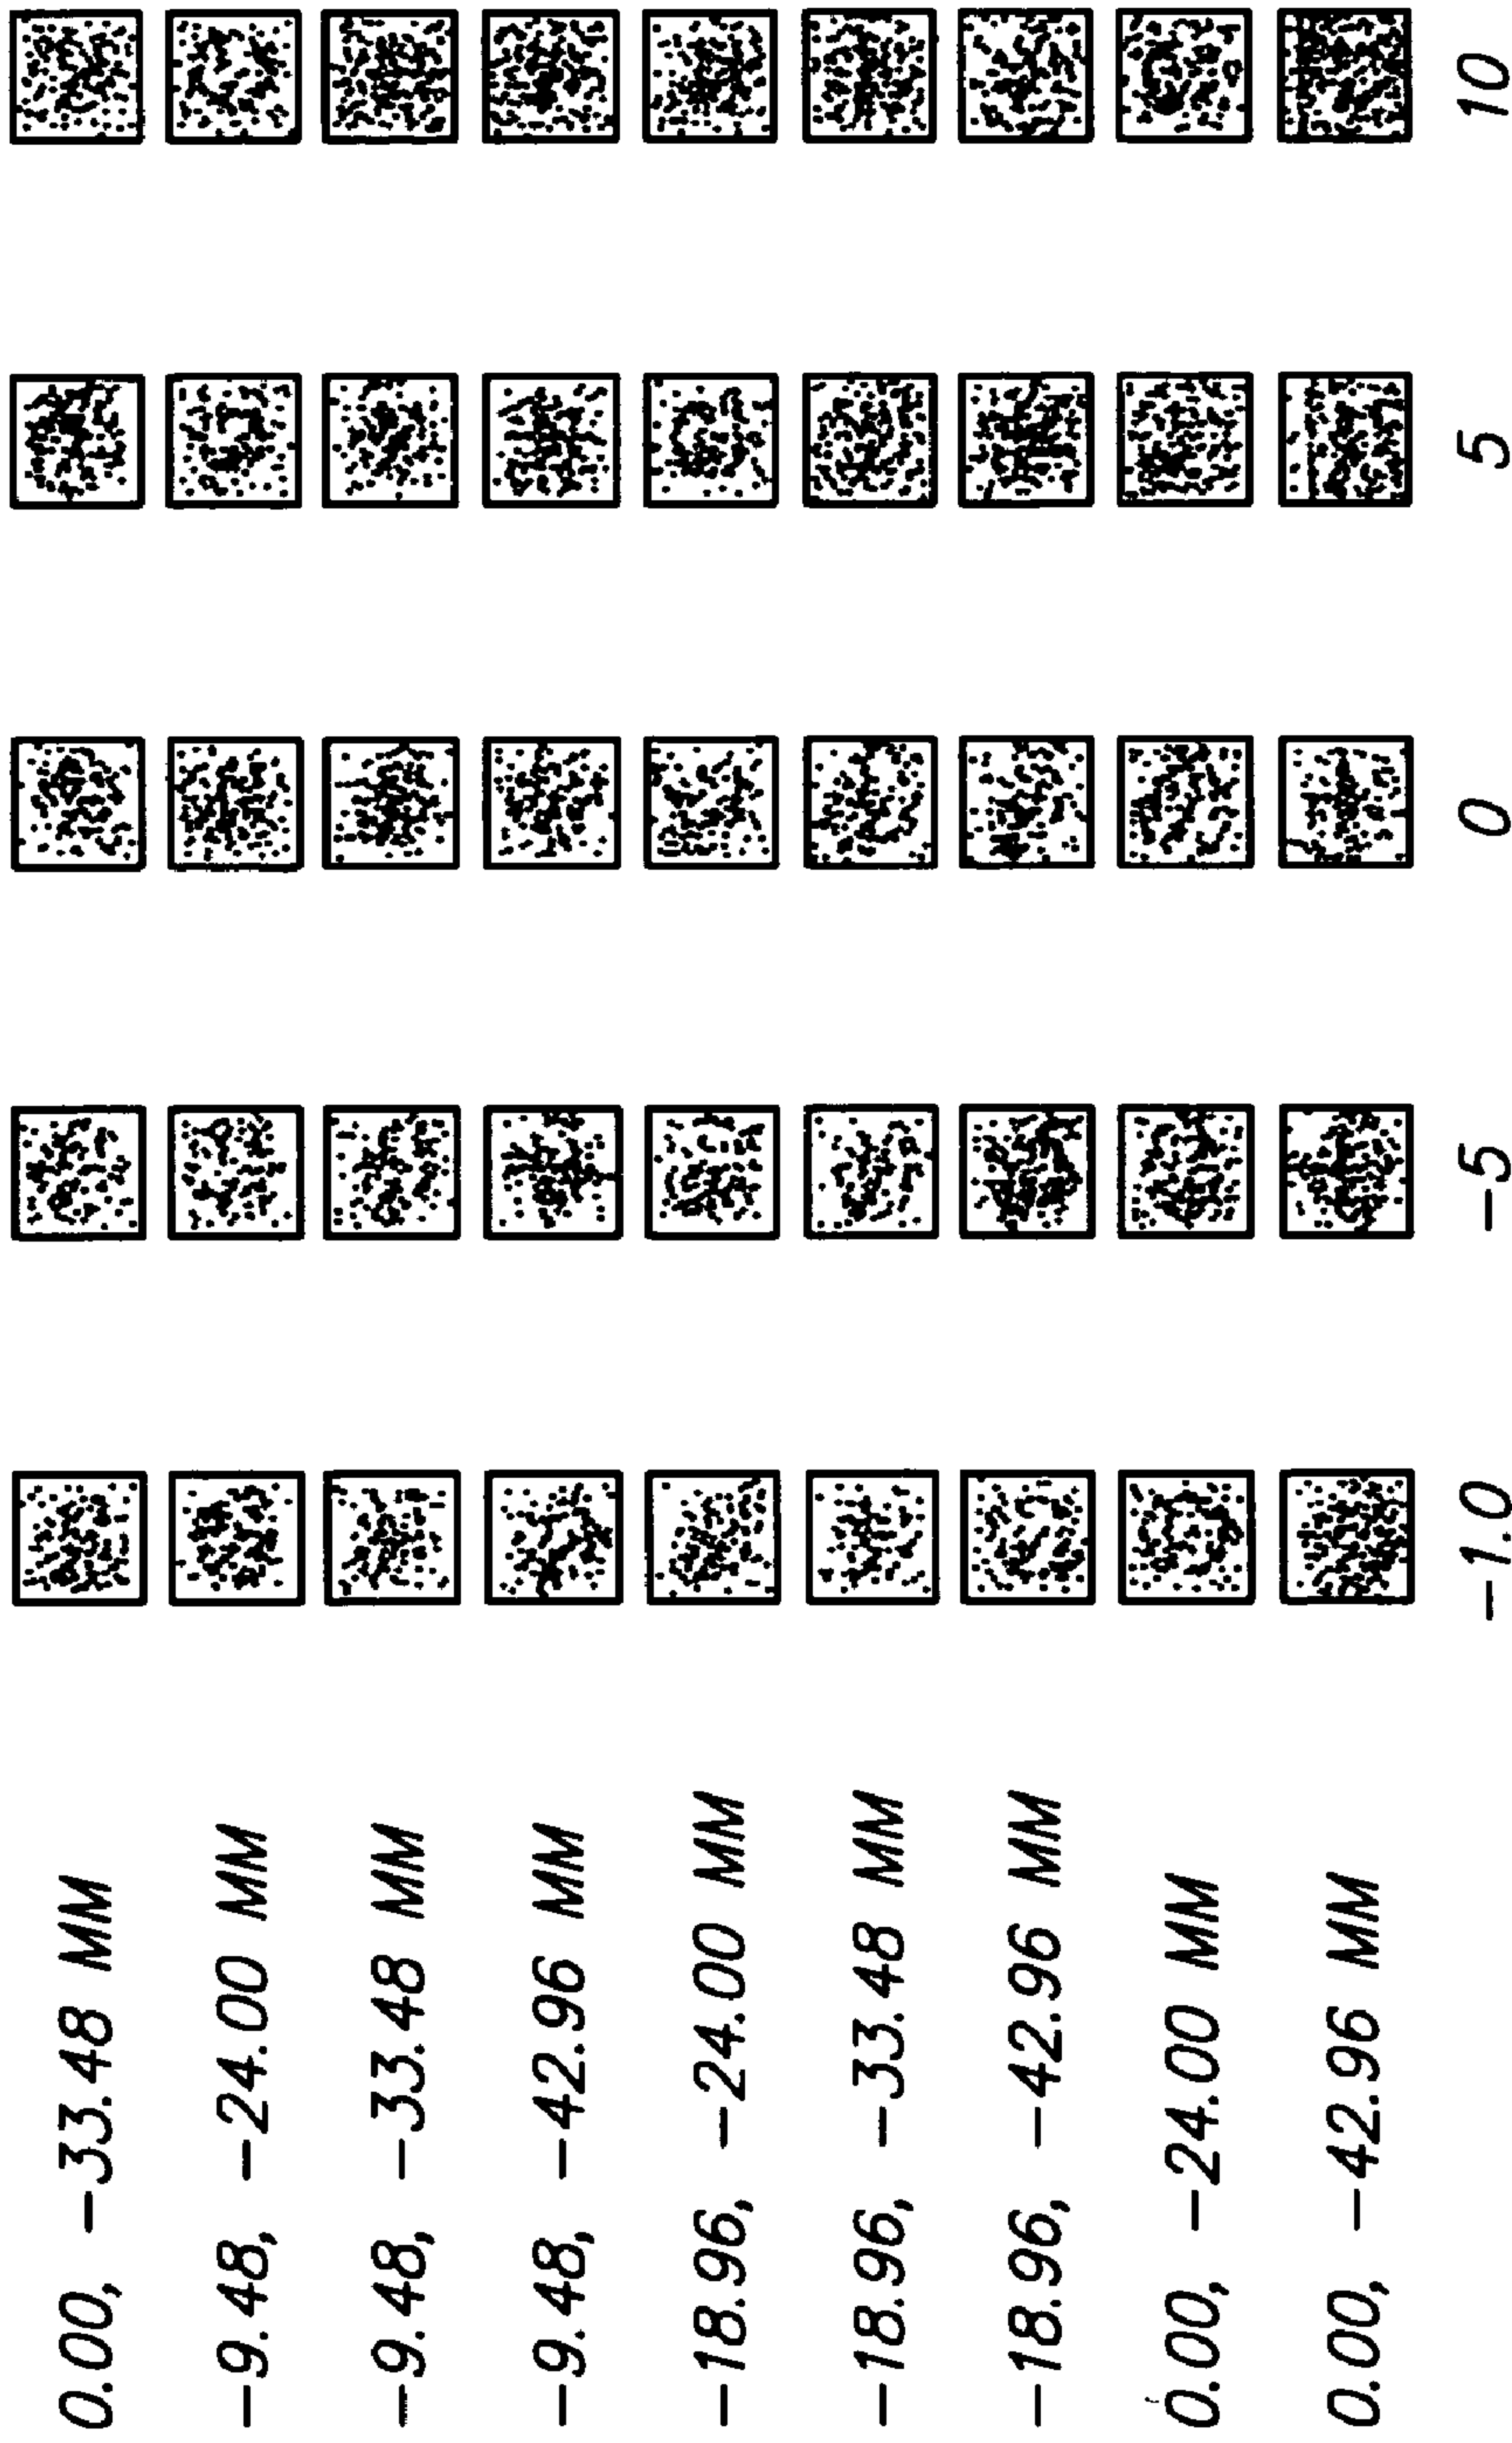 0.00, -33.48 MM
-9.48, -24.00 MM
-9.48, -33.48 MM
-9.48, -42.96 MM
-18.96, -24.00 MM
-18.96, -33.48 MM
-18.96, -42.96 MM
0.00, -24.00 MM
0.00, -42.96 MM
-1.0 -5 0 5 10